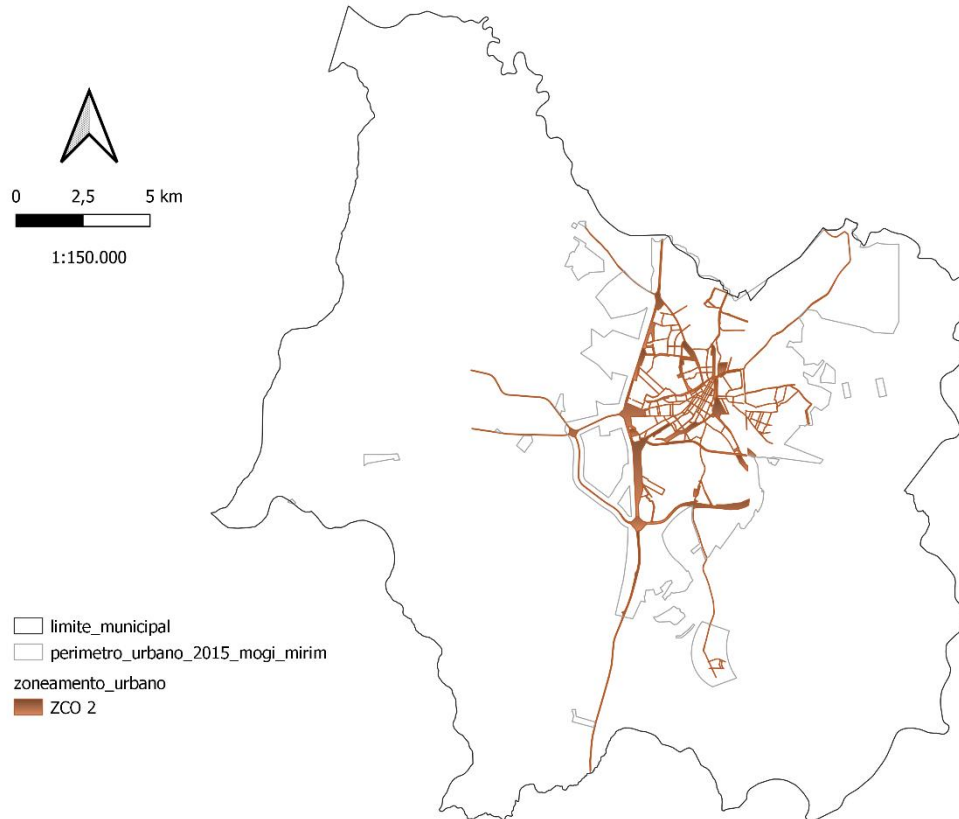 0 2,5 5 km
1:150.000
limite_municipal
perimetro_urbano_2015_mogi_mirim
zoneamento_urbano
ZCO 2